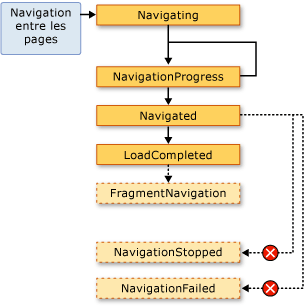 Navigation
entre les
pages
Navigating
NavigationProgress
Navigated
LoadCompleted
FragmentNavigation
NavigationStopped
NavigationFailed